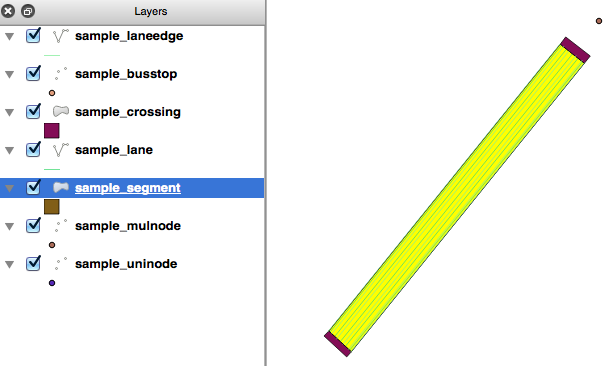 Layers
sample_laneedge
sample_busstop
sample_crossing
sample_lane
sample_segment
sample_mulnode
sample_uninode